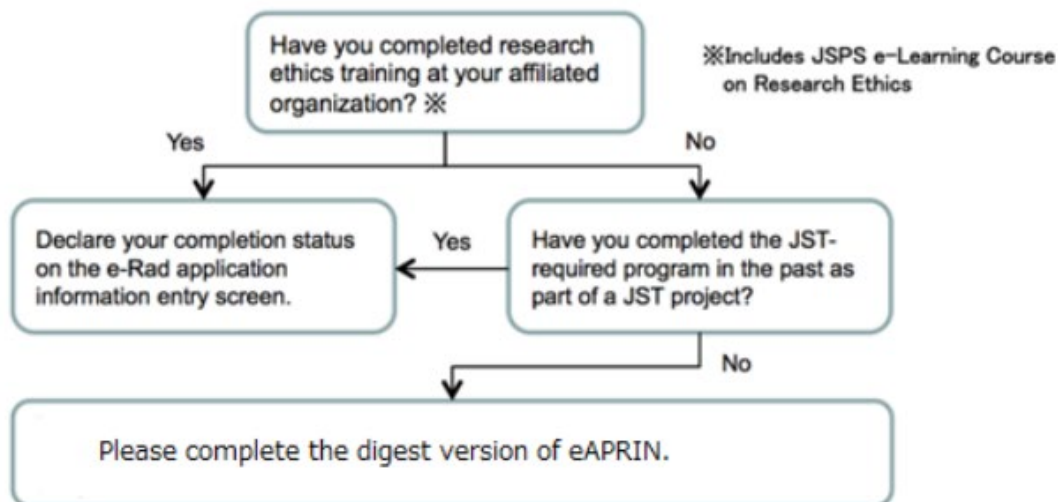 Have you completed research
ethics training at your affiliated
organization? ※
※Includes JSPS e-Learning Course
on Research Ethics
Yes
No
Declare your completion status
on the e-Rad application
information entry screen.
Yes
Have you completed the JST-
required program in the past as
part of a JST project?
No
Please complete the digest version of eAPRIN.